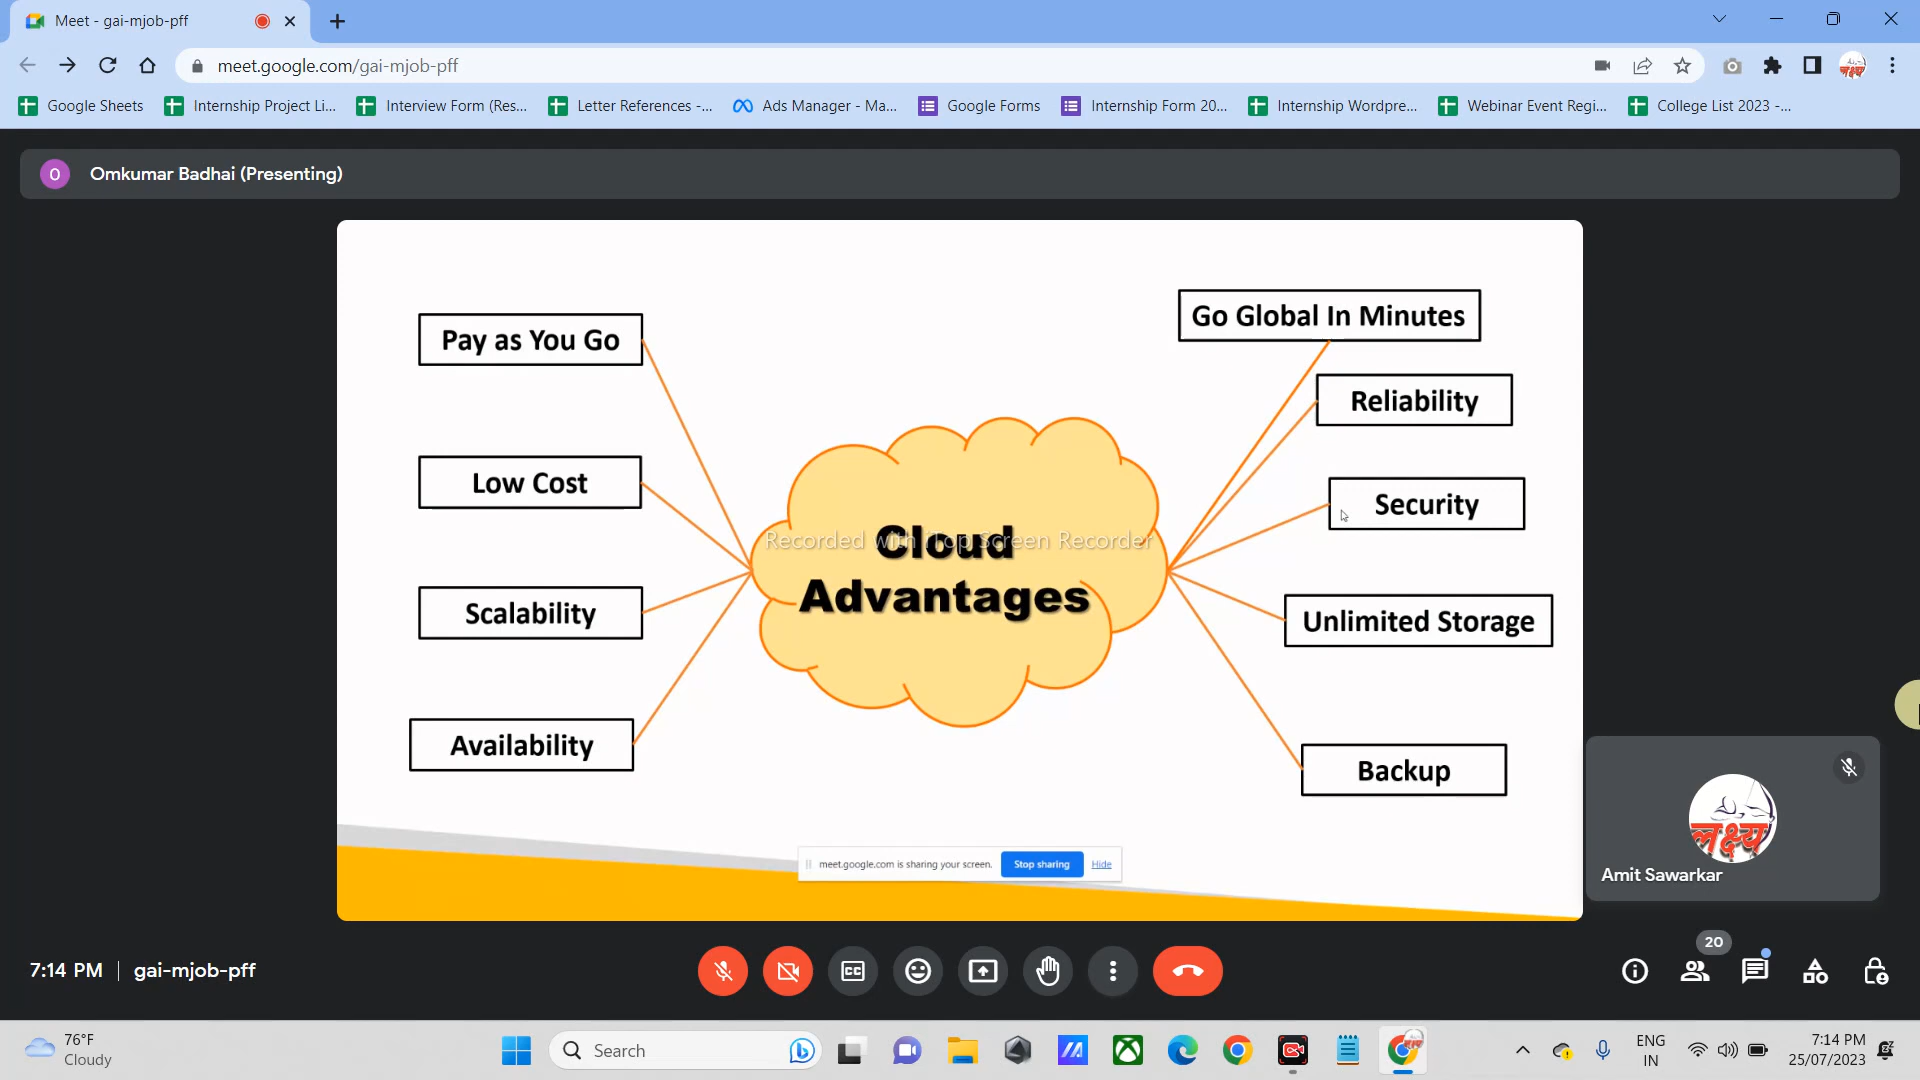 Meet - gai-mjob-pff
meet.google.com/gai-mjob-pff
Google Sheets
Internship Project Li...
Interview Form (Res...
Letter References -...
Ads Manager - Ma...
Google Forms
Internship Form 20...
Internship Wordpre...
Webinar Event Regi...
College List 2023 -...
O
Omkumar Badhai (Presenting)
Pay as You Go
Low Cost
Scalability
Availability
Cloud
Advantages
Recorded with iTop Screen Recorder
Go Global In Minutes
Reliability
Security
Unlimited Storage
Backup
meet.google.com is sharing your screen.
Stop sharing
Hide
लक्ष्य
Amit Sawarkar
7:14 PM
gai-mjob-pff
CC
20
76°F
Cloudy
Search
ENG
IN
7:14 PM
25/07/2023